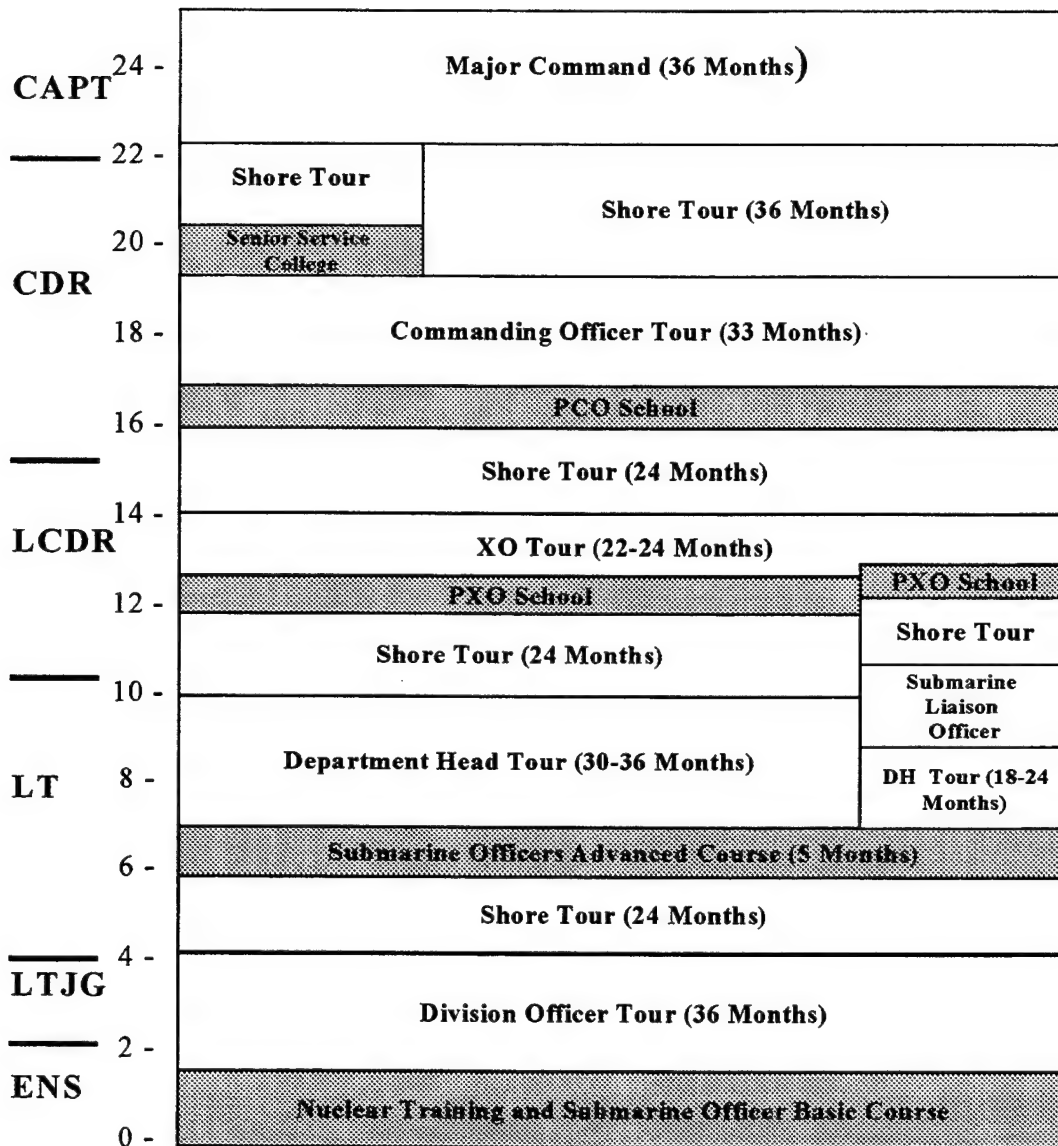 24 -
CAPT
Major Command (36 Months)
22 -
Shore Tour
Shore Tour (36 Months)
20 -
Senior Service
College
CDR
18 -
Commanding Officer Tour (33 Months)
PCO School
16 -
Shore Tour (24 Months)
14 -
LCDR
XO Tour (22-24 Months)
PXO School
PXO School
12 -
Shore Tour (24 Months)
Shore Tour
10 -
Submarine
Liaison
Officer
LT
8 -
Department Head Tour (30-36 Months)
DH Tour (18-24
Months)
Submarine Officers Advanced Course (5 Months)
6 -
Shore Tour (24 Months)
4 -
LTJG
Division Officer Tour (36 Months)
2 -
ENS
Nuclear Training and Submarine Officer Basic Course
0 -